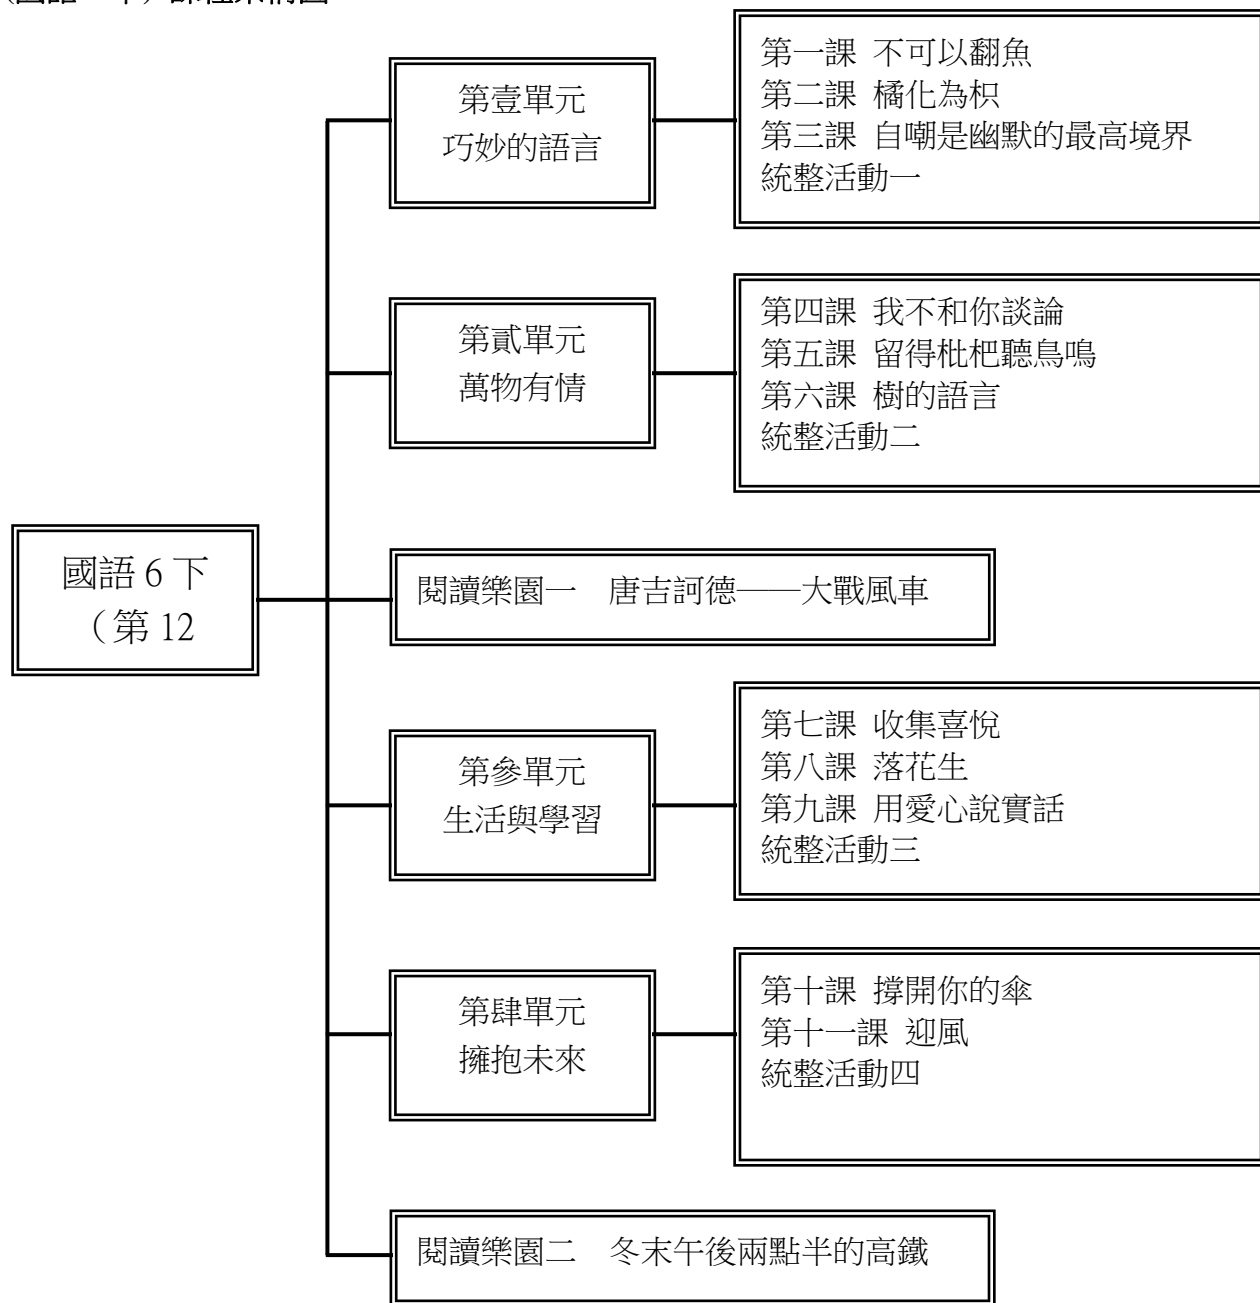 國語 6 下
（第 12
第壹單元
巧妙的語言
第一課 不可以翻魚
第二課 橘化為枳
第三課 自嘲是幽默的最高境界
統整活動一
第貳單元
萬物有情
第四課 我不和你談論
第五課 留得枇杷聽鳥鳴
第六課 樹的語言
統整活動二
閱讀樂園一　唐吉訶德——大戰風車
第參單元
生活與學習
第七課 收集喜悅
第八課 落花生
第九課 用愛心說實話
統整活動三
第肆單元
擁抱未來
第十課 撐開你的傘
第十一課 迎風
統整活動四
閱讀樂園二　冬末午後兩點半的高鐵